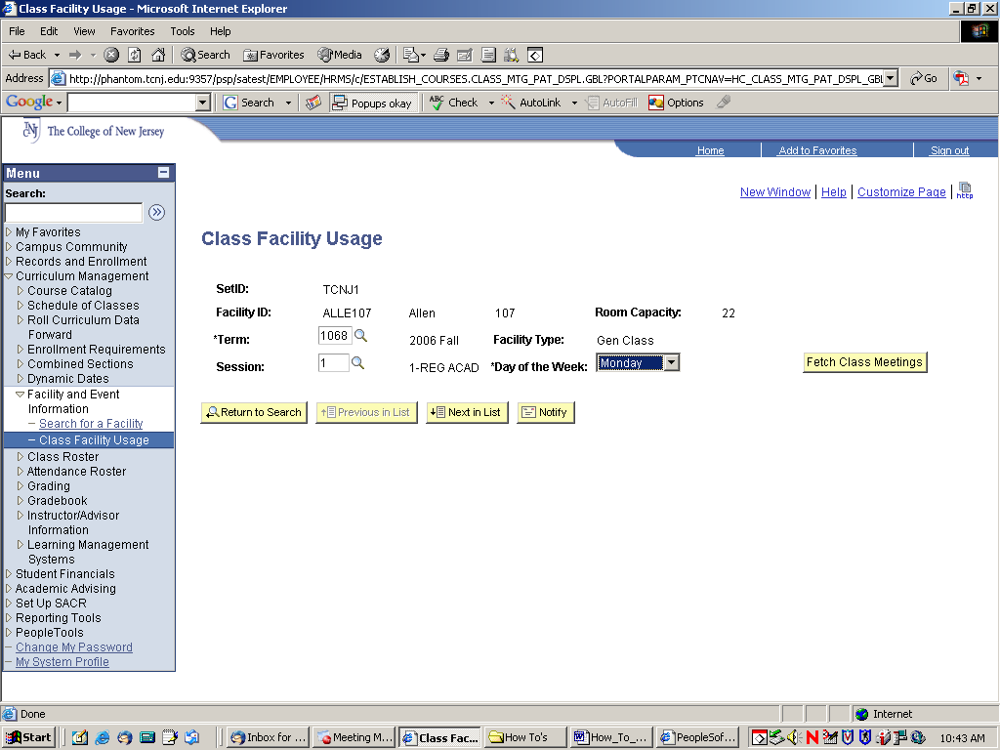 Class Facility Usage - Microsoft Internet Explorer
File Edit View Favorites Tools Help
Back Search Favorites Media
Address http://phantom.tcnj.edu:9357/psp/satest/EMPLOYEE/HRMS/c/ESTABLISH_COURSES.CLASS_MTG_PAT_DSPL.GBL?PORTALPARAM_PTCNAV=HC_CLASS_MTG_PAT_DSPL_GBL Go
Google Search Popups okay ABC Check AutoLink AutoFill Options
The College of New Jersey
Home Add to Favorites Sign out
Menu
New Window | Help | Customize Page | http
Search:
My Favorites
Campus Community
Records and Enrollment
Curriculum Management
Course Catalog
Schedule of Classes
Roll Curriculum Data
Forward
Enrollment Requirements
Combined Sections
Dynamic Dates
Facility and Event
Information
Search for a Facility
Class Facility Usage
Class Roster
Attendance Roster
Grading
Gradebook
Instructor/Advisor
Information
Learning Management
Systems
Student Financials
Academic Advising
Set Up SACR
Reporting Tools
PeopleTools
Change My Password
My System Profile
Class Facility Usage
SetID: TCNJ1
Facility ID: ALLE107 Allen 107 Room Capacity: 22
*Term: 1068 2006 Fall Facility Type: Gen Class
Session: 1 1-REG ACAD *Day of the Week: Monday Fetch Class Meetings
Return to Search Previous in List Next in List Notify
Done Internet
Start Inbox for ... Meeting M... Class Fac... How To's How_To_... PeopleSof... 10:43 AM